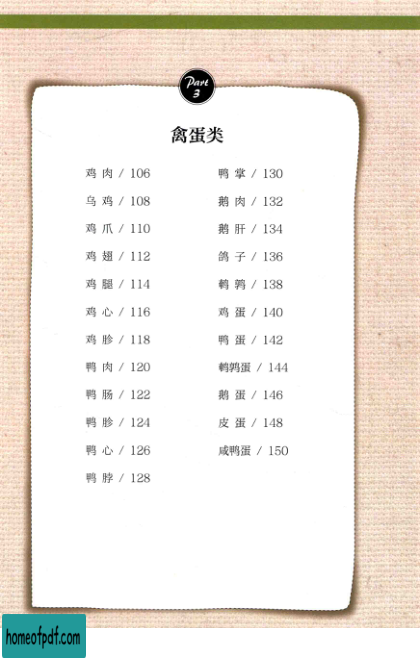 Part
3
禽蛋类
鸡 肉 / 106
乌 鸡 / 108
鸡 爪 / 110
鸡 翅 / 112
鸡 腿 / 114
鸡 心 / 116
鸡 胗 / 118
鸭 肉 / 120
鸭 肠 / 122
鸭 胗 / 124
鸭 心 / 126
鸭 脖 / 128
鸭 掌 / 130
鹅 肉 / 132
鹅 肝 / 134
鸽 子 / 136
鹌 鹑 / 138
鸡 蛋 / 140
鸭 蛋 / 142
鹌鹑蛋 / 144
鹅 蛋 / 146
皮 蛋 / 148
咸鸭蛋 / 150
homeofpdf.com